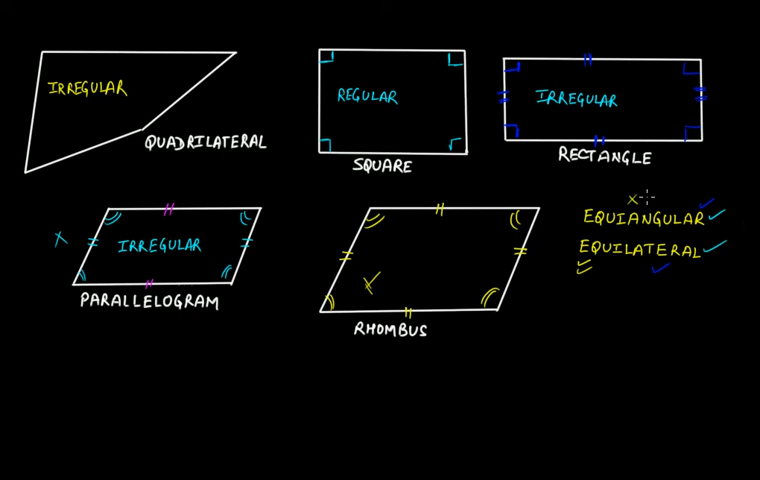 IRREGULAR
QUADRILATERAL
REGULAR
SQUARE
IRREGULAR
RECTANGLE
IRREGULAR
PARALLELOGRAM
RHOMBUS
EQUIANGULAR
EQUILATERAL